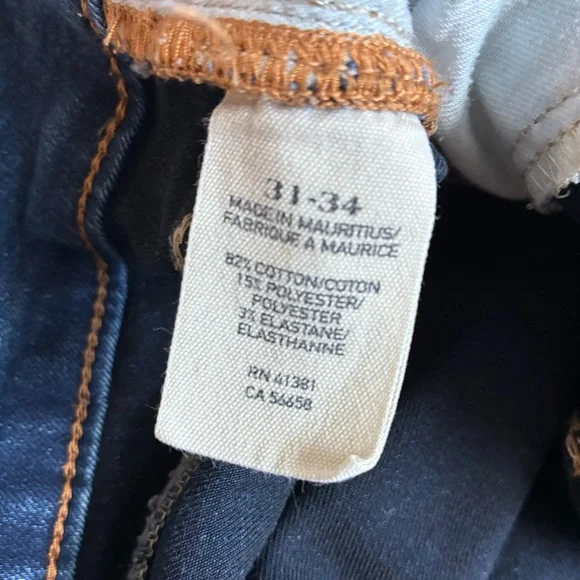 31-34
MADE IN MAURITIUS/
FABRIQUE A MAURICE
82% COTTON/COTON
15% POLYESTER/
POLYESTER
3% ELASTANE/
ELASTHANNE
RN 41381
CA 56658